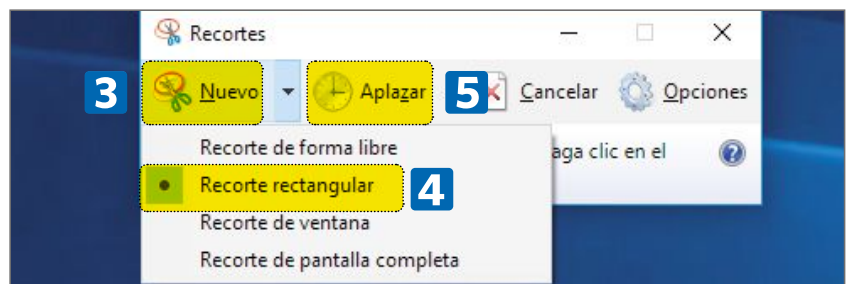 Recortes
3 Nuevo Aplazar 5 Cancelar Opciones
Recorte de forma libre
aga clic en el
Recorte rectangular 4
Recorte de ventana
Recorte de pantalla completa